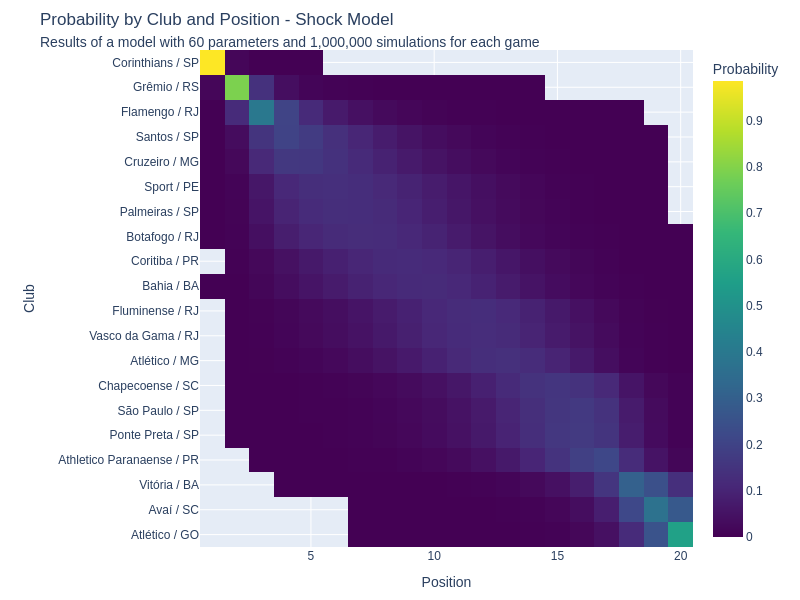 Probability by Club and Position - Shock Model
Results of a model with 60 parameters and 1,000,000 simulations for each game
Probability
Club
Corinthians / SP
Grêmio / RS
Flamengo / RJ
Santos / SP
Cruzeiro / MG
Sport / PE
Palmeiras / SP
Botafogo / RJ
Coritiba / PR
Bahia / BA
Fluminense / RJ
Vasco da Gama / RJ
Atlético / MG
Chapecoense / SC
São Paulo / SP
Ponte Preta / SP
Athletico Paranaense / PR
Vitória / BA
Avaí / SC
Atlético / GO
0.9
0.8
0.7
0.6
0.5
0.4
0.3
0.2
0.1
0
5 10 15 20
Position